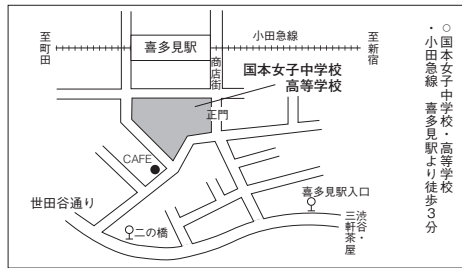 ○国本女子中学校・高等学校
・小田急線 喜多見駅より徒歩3分
至町田
喜多見駅
小田急線
至新宿
商店街
国本女子中学校
高等学校
正門
CAFE
世田谷通り
二の橋
喜多見駅入口
渋谷・
三軒茶屋